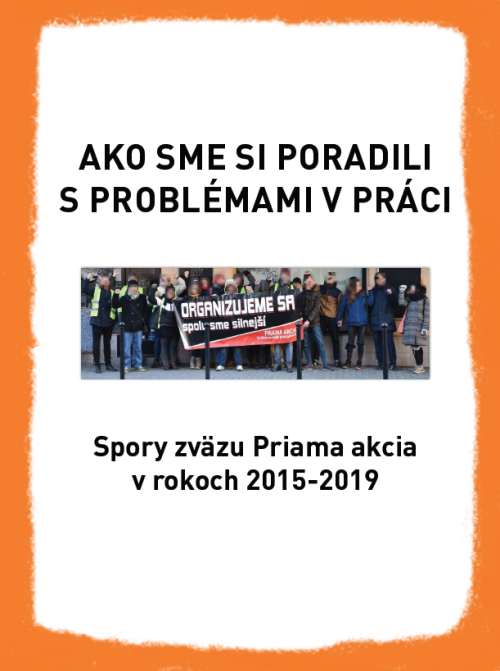 AKO SME SI PORADILI
S PROBLÉMAMI V PRÁCI
ORGANIZUJEME SA
spolu sme silnejší
PRIAMA AKCIA
Spory zväzu Priama akcia
v rokoch 2015-2019